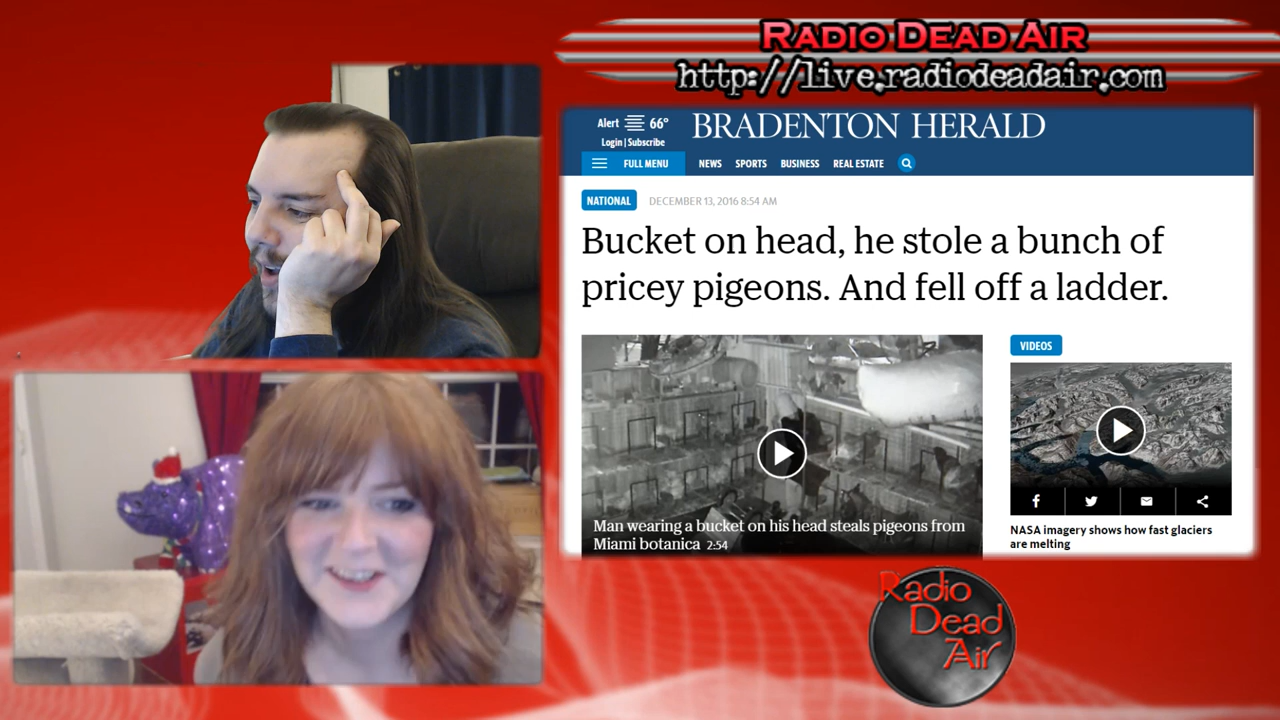 RADIO DEAD AIR
http://live.radiodeadair.com
Alert 66°
Login | Subscribe
BRADENTON HERALD
FULL MENU NEWS SPORTS BUSINESS REAL ESTATE
NATIONAL DECEMBER 13, 2016 8:54 AM
Bucket on head, he stole a bunch of
pricey pigeons. And fell off a ladder.
VIDEOS
Man wearing a bucket on his head steals pigeons from
Miami botanica 2:54
NASA imagery shows how fast glaciers
are melting
Radio
Dead
Air